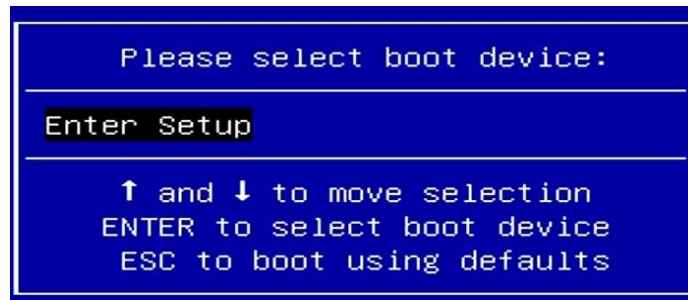 Please select boot device:
Enter Setup
↑ and ↓ to move selection
ENTER to select boot device
ESC to boot using defaults